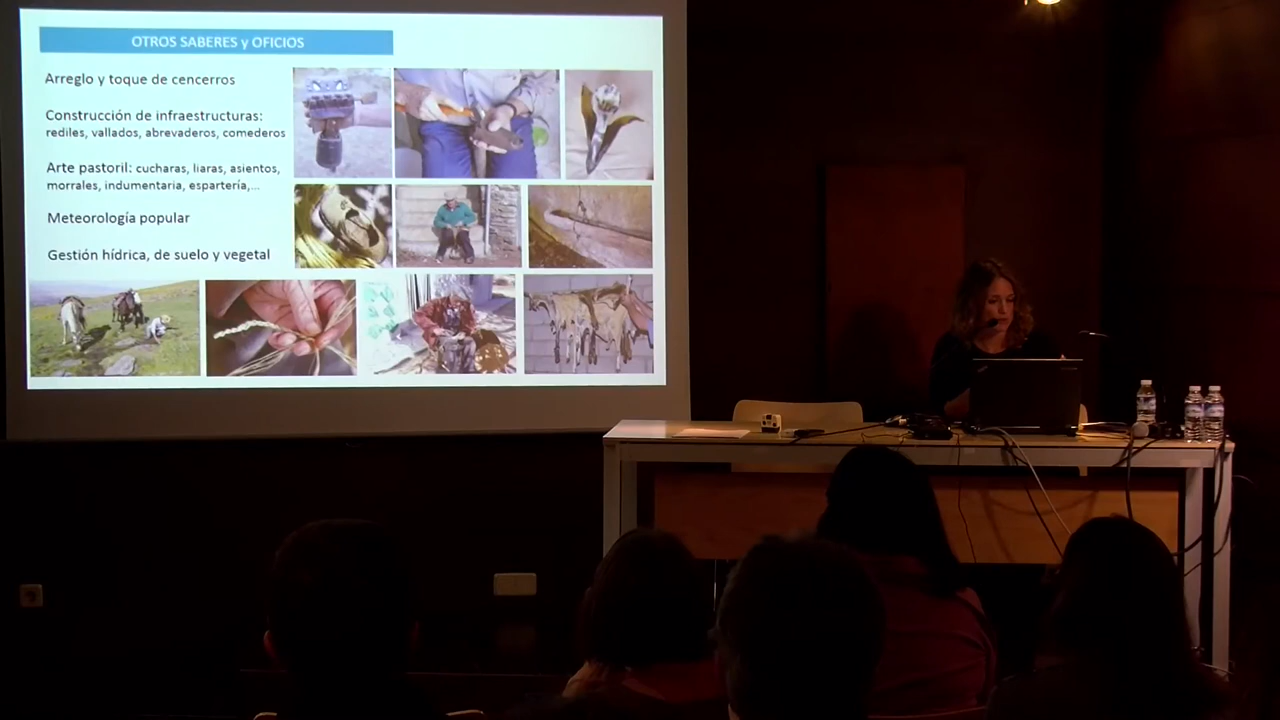 OTROS SABERES y OFICIOS
Arreglo y toque de cencerros
Construcción de infraestructuras:
rediles, vallados, abrevaderos, comederos
Arte pastoril: cucharas, liaras, asientos,
morrales, indumentaria, espartería,...
Meteorología popular
Gestión hídrica, de suelo y vegetal